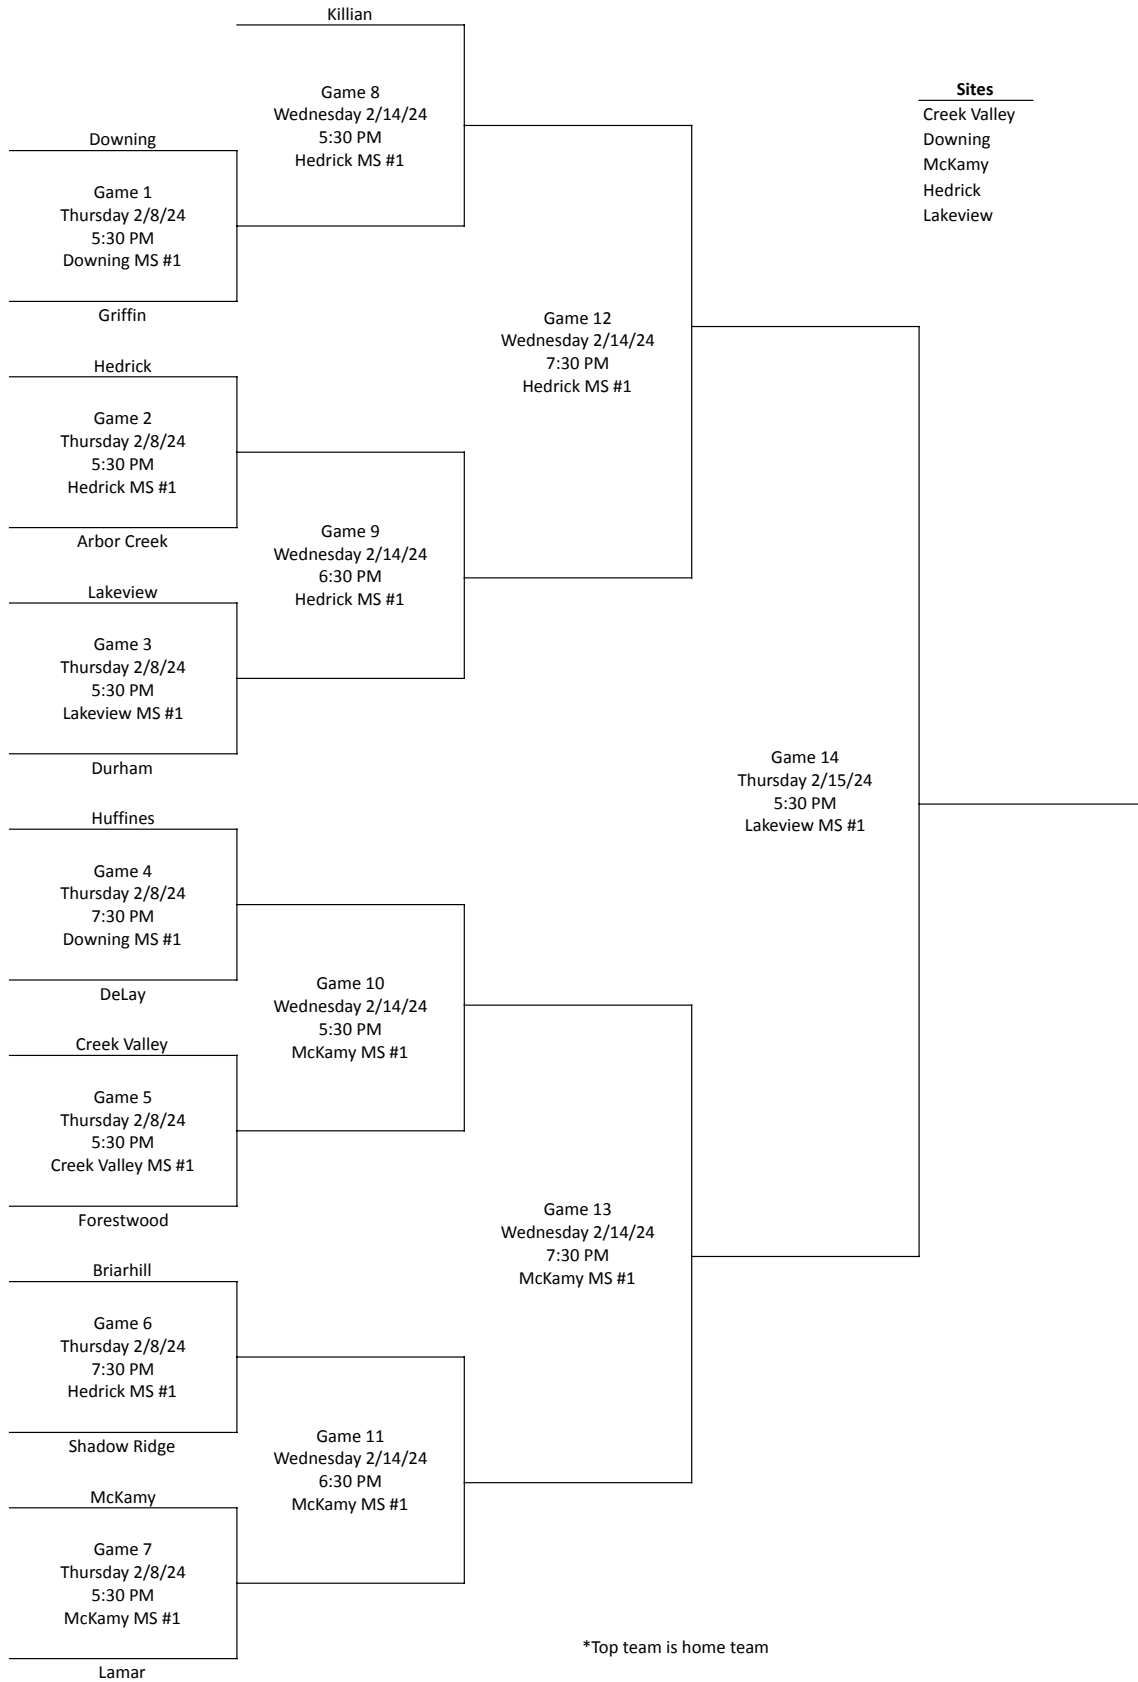 Killian
Game 8
Wednesday 2/14/24
5:30 PM
Hedrick MS #1
Sites
Creek Valley
Downing
McKamy
Hedrick
Lakeview
Downing
Game 1
Thursday 2/8/24
5:30 PM
Downing MS #1
Griffin
Game 12
Wednesday 2/14/24
7:30 PM
Hedrick MS #1
Hedrick
Game 2
Thursday 2/8/24
5:30 PM
Hedrick MS #1
Arbor Creek
Game 9
Wednesday 2/14/24
6:30 PM
Hedrick MS #1
Lakeview
Game 3
Thursday 2/8/24
5:30 PM
Lakeview MS #1
Durham
Game 14
Thursday 2/15/24
5:30 PM
Lakeview MS #1
Huffines
Game 4
Thursday 2/8/24
7:30 PM
Downing MS #1
DeLay
Game 10
Wednesday 2/14/24
5:30 PM
McKamy MS #1
Creek Valley
Game 5
Thursday 2/8/24
5:30 PM
Creek Valley MS #1
Forestwood
Game 13
Wednesday 2/14/24
7:30 PM
McKamy MS #1
Briarhill
Game 6
Thursday 2/8/24
7:30 PM
Hedrick MS #1
Shadow Ridge
Game 11
Wednesday 2/14/24
6:30 PM
McKamy MS #1
McKamy
Game 7
Thursday 2/8/24
5:30 PM
McKamy MS #1
Lamar
*Top team is home team